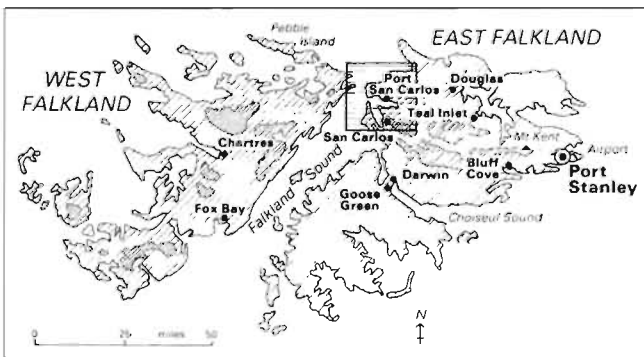 Pebble
Island
EAST FALKLAND
WEST
FALKLAND
Port
San Carlos
Douglas
Teal Inlet
San Carlos
Mt Kent
Airport
Chartres
Bluff
Cove
Port
Stanley
Falkland Sound
Darwin
Goose
Green
Choiseul Sound
Fox Bay
N
0 25 50
miles